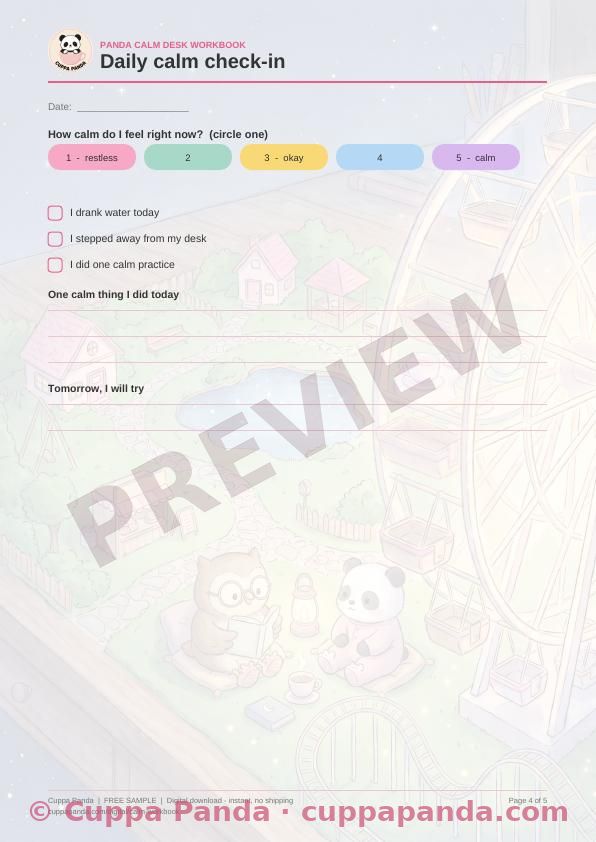 CUPPA PANDA
PANDA CALM DESK WORKBOOK
Daily calm check-in
Date: ____________________
How calm do I feel right now?  (circle one)
1 - restless
2
3 - okay
4
5 - calm
I drank water today
I stepped away from my desk
I did one calm practice
One calm thing I did today
Tomorrow, I will try
PREVIEW
Cuppa Panda | FREE SAMPLE | Digital download - instant, no shipping
Page 4 of 5
© Cuppa Panda · cuppapanda.com